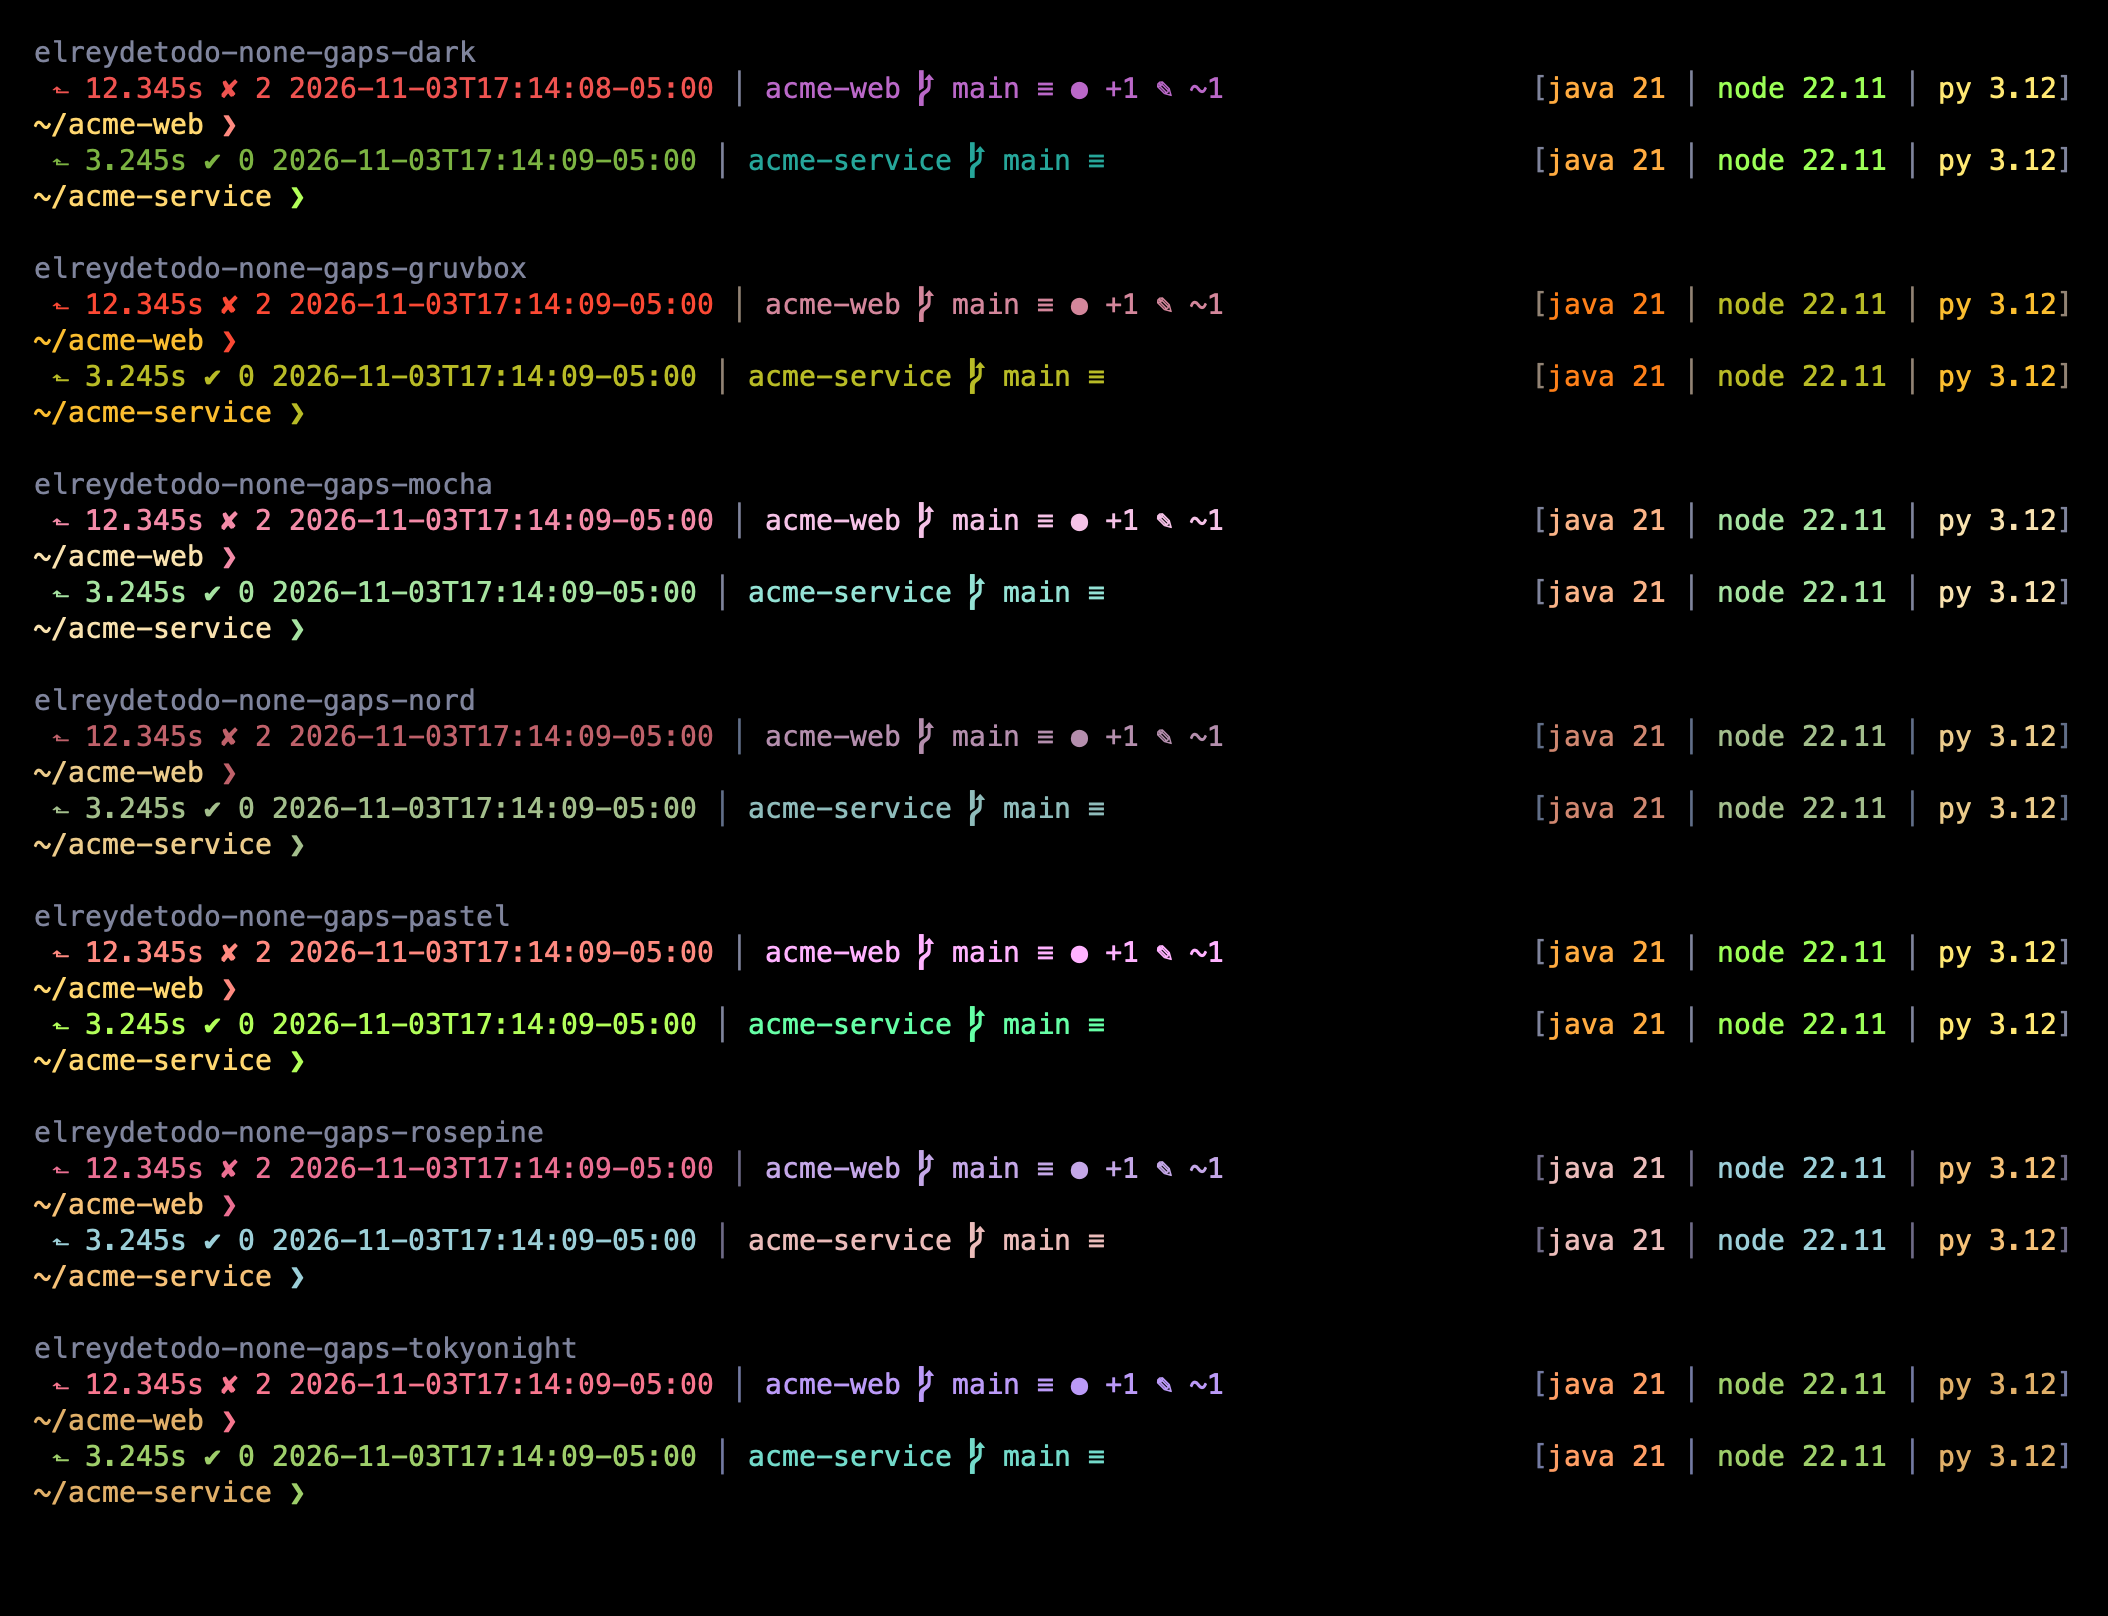 elreydetodo-none-gaps-dark
⬑ 12.345s ✘ 2 2026-11-03T17:14:08-05:00 │ acme-web ᚶ main ≡ ● +1 ✎ ~1 [java 21 │ node 22.11 │ py 3.12]
~/acme-web ❯
⬑ 3.245s ✔ 0 2026-11-03T17:14:09-05:00 │ acme-service ᚶ main ≡ [java 21 │ node 22.11 │ py 3.12]
~/acme-service ❯
elreydetodo-none-gaps-gruvbox
⬑ 12.345s ✘ 2 2026-11-03T17:14:09-05:00 │ acme-web ᚶ main ≡ ● +1 ✎ ~1 [java 21 │ node 22.11 │ py 3.12]
~/acme-web ❯
⬑ 3.245s ✔ 0 2026-11-03T17:14:09-05:00 │ acme-service ᚶ main ≡ [java 21 │ node 22.11 │ py 3.12]
~/acme-service ❯
elreydetodo-none-gaps-mocha
⬑ 12.345s ✘ 2 2026-11-03T17:14:09-05:00 │ acme-web ᚶ main ≡ ● +1 ✎ ~1 [java 21 │ node 22.11 │ py 3.12]
~/acme-web ❯
⬑ 3.245s ✔ 0 2026-11-03T17:14:09-05:00 │ acme-service ᚶ main ≡ [java 21 │ node 22.11 │ py 3.12]
~/acme-service ❯
elreydetodo-none-gaps-nord
⬑ 12.345s ✘ 2 2026-11-03T17:14:09-05:00 │ acme-web ᚶ main ≡ ● +1 ✎ ~1 [java 21 │ node 22.11 │ py 3.12]
~/acme-web ❯
⬑ 3.245s ✔ 0 2026-11-03T17:14:09-05:00 │ acme-service ᚶ main ≡ [java 21 │ node 22.11 │ py 3.12]
~/acme-service ❯
elreydetodo-none-gaps-pastel
⬑ 12.345s ✘ 2 2026-11-03T17:14:09-05:00 │ acme-web ᚶ main ≡ ● +1 ✎ ~1 [java 21 │ node 22.11 │ py 3.12]
~/acme-web ❯
⬑ 3.245s ✔ 0 2026-11-03T17:14:09-05:00 │ acme-service ᚶ main ≡ [java 21 │ node 22.11 │ py 3.12]
~/acme-service ❯
elreydetodo-none-gaps-rosepine
⬑ 12.345s ✘ 2 2026-11-03T17:14:09-05:00 │ acme-web ᚶ main ≡ ● +1 ✎ ~1 [java 21 │ node 22.11 │ py 3.12]
~/acme-web ❯
⬑ 3.245s ✔ 0 2026-11-03T17:14:09-05:00 │ acme-service ᚶ main ≡ [java 21 │ node 22.11 │ py 3.12]
~/acme-service ❯
elreydetodo-none-gaps-tokyonight
⬑ 12.345s ✘ 2 2026-11-03T17:14:09-05:00 │ acme-web ᚶ main ≡ ● +1 ✎ ~1 [java 21 │ node 22.11 │ py 3.12]
~/acme-web ❯
⬑ 3.245s ✔ 0 2026-11-03T17:14:09-05:00 │ acme-service ᚶ main ≡ [java 21 │ node 22.11 │ py 3.12]
~/acme-service ❯